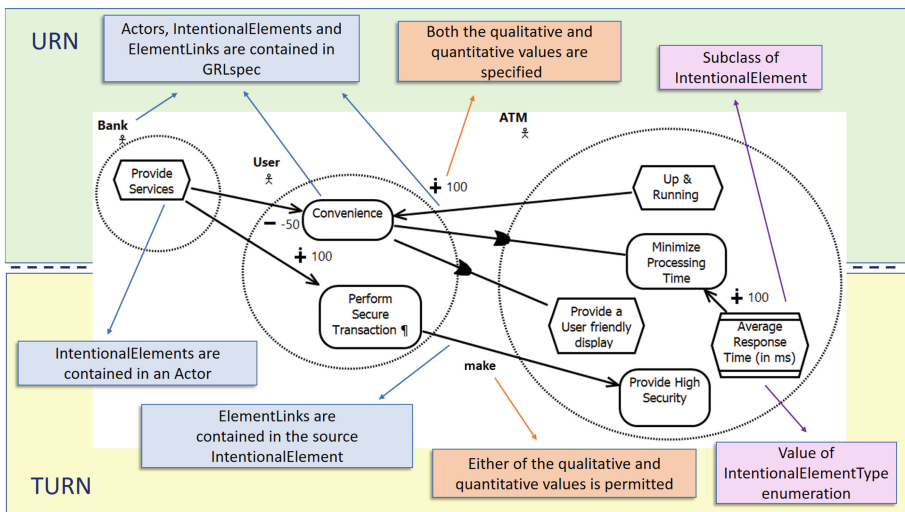 URN
Actors, IntentionalElements and
ElementLinks are contained in
GRLspec
Both the qualitative and
quantitative values are
specified
Subclass of
IntentionalElement
Bank
ATM
User
Provide
Services
Convenience
100
Up &
Running
-50
100
Minimize
Processing
Time
100
Perform
Secure
Transaction ¶
Provide a
User friendly
display
Average
Response
Time (in ms)
make
Provide High
Security
IntentionalElements are
contained in an Actor
ElementLinks are
contained in the source
IntentionalElement
Either of the qualitative and
quantitative values is permitted
Value of
IntentionalElementType
enumeration
TURN